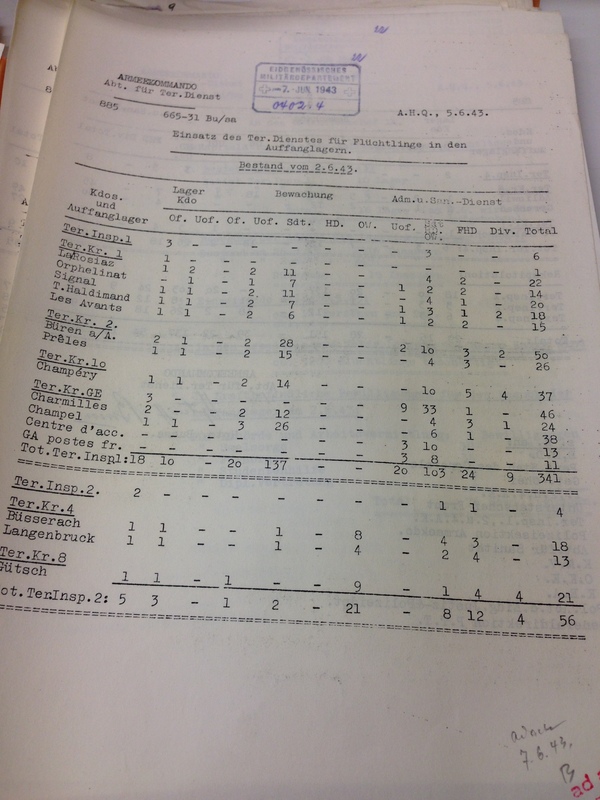 ARMEEKOMMANDO
Abt. für Ter.Dienst
EIDGENÖSSISCHES
MILITÄRDEPARTEMENT
-7. JUN 1943
0402.4
885 665-31 Bu/sa A.H.Q., 5.6.43.
Einsatz des Ter.Dienstes für Flüchtlinge in den
Auffanglagern.
Bestand vom 2.6.43.
Kdos. und Auffanglager Lager Kdo Bewachung Adm.u.San.-Dienst
Of. Uof. Of. Uof. Sdt. HD. OW. Uof. FHD Div. Total
Ter.Insp.1 3 - - - - - - - 3 - - 6
Ter.Kr. 1
LaRosiaz 1 - - - - - - - - - - 1
Orphelinat 1 2 - 2 11 - - - 4 2 - 22
Signal - 1 - 1 7 - - 1 2 2 - 14
T.Haldimand 1 1 - 2 11 - - - 4 1 - 20
Les Avants 1 1 - 2 7 - - 1 3 1 2 18
1 1 - 2 6 - - 1 2 2 - 15
Ter.Kr. 2.
Büren a/A. 2 1 - 2 28 - - 2 10 3 2 50
Prêles 1 1 - 2 15 - - - 4 3 - 26
Ter.Kr.10
Champéry 1 1 - 2 14 - - - 10 5 4 37
Ter.Kr.GE 3 - - - - - - 9 33 1 - 46
Charmilles 2 - - 2 12 - - - 4 3 1 24
Champel 1 1 - 3 26 - - - 6 1 - 38
Centre d'acc. - - - - - - - 3 10 - - 13
GA postes fr. - - - - - - - 3 8 - - 11
Tot.Ter.Insp1:18 10 - 20 137 - - 20 103 24 9 341
Ter.Insp.2. 2 - - - - - - - 1 1 - 4
Ter.Kr.4
Büsserach 1 1 - - 1 - 8 - 4 3 - 18
Langenbruck 1 1 - - 1 - 4 - 2 4 - 13
Ter.Kr.8
Gütsch 1 1 - 1 - - 9 - 1 4 4 21
Tot.Ter.Insp.2: 5 3 - 1 2 - 21 - 8 12 4 56
7.6.43.
B
ad